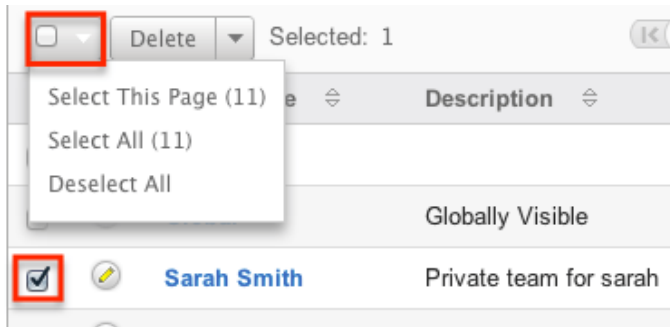 Delete Selected: 1
Select This Page (11)
Select All (11)
Deselect All
e Description
Globally Visible
Sarah Smith Private team for sarah